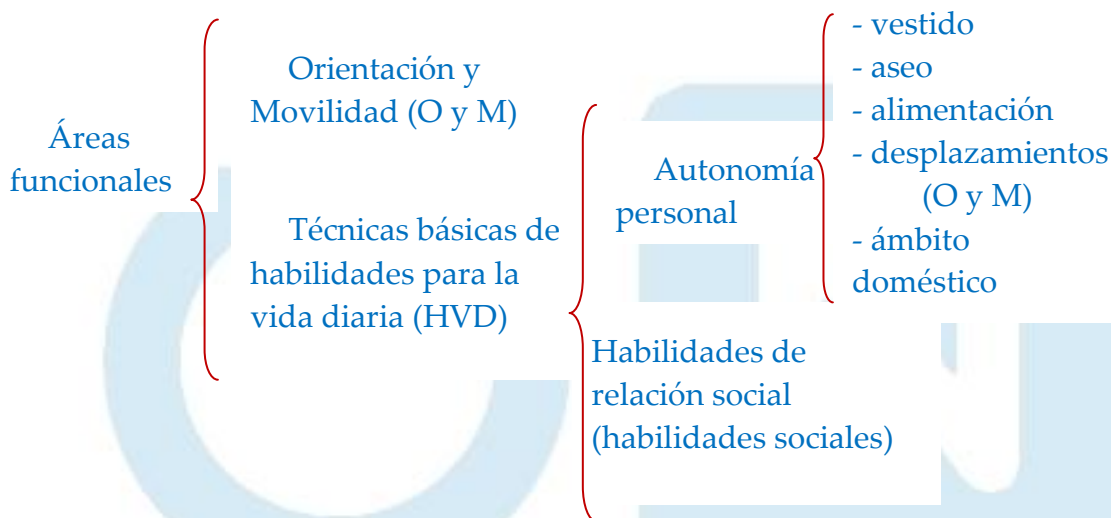 Áreas
funcionales
Orientación y
Movilidad (O y M)
Técnicas básicas de
habilidades para la
vida diaria (HVD)
Autonomía
personal
Habilidades de
relación social
(habilidades sociales)
- vestido
- aseo
- alimentación
- desplazamientos
(O y M)
- ámbito
doméstico